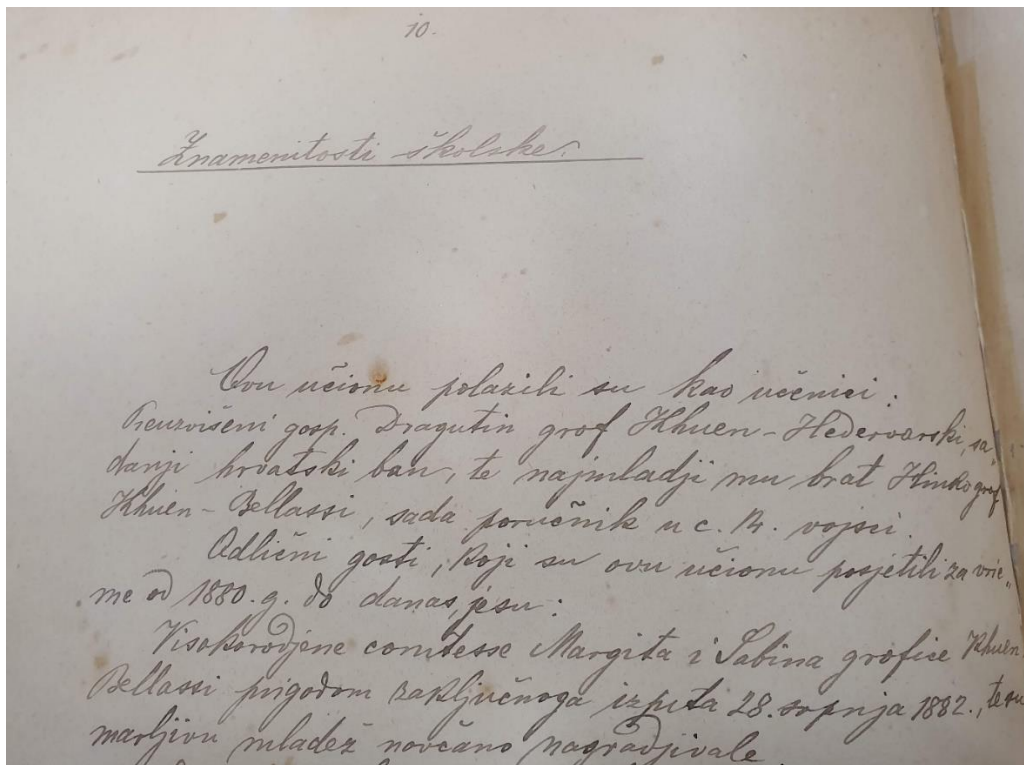 10.
Znamenitosti školske.
Ovu učionu polazili su kao učenici:
Preuzvišeni gosp. Dragutin grof Khuen-Hedervarski, sa„
danji hrvatski ban, te najmladji mu brat Hinko grof
Khuen-Bellassi, sada poručnik u c. k. vojsci.
Odlični gosti, koji su ovu učionu posjetili za vrie„
me od 1880. g. do danas jesu:
Visokorodjene comtesse Margita i Sabina grofice Khuen
Bellassi prigodom zaključnoga izpita 28. srpnja 1882., te su
marljivu mladež novčano nagradjivale